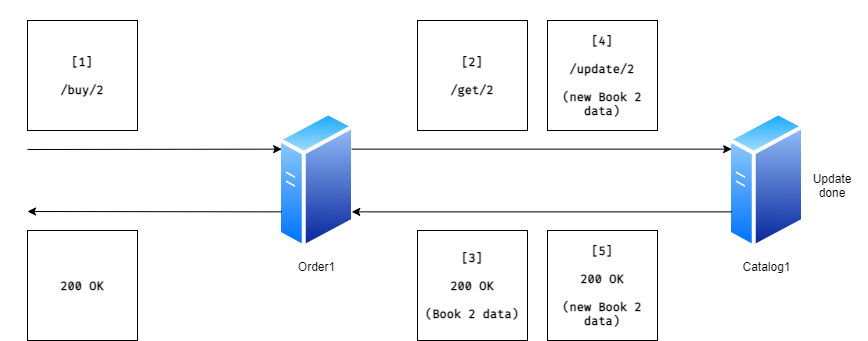 [1]
/buy/2
[2]
/get/2
[4]
/update/2
(new Book 2
data)
Update
done
Order1
Catalog1
200 OK
[3]
200 OK
(Book 2 data)
[5]
200 OK
(new Book 2
data)